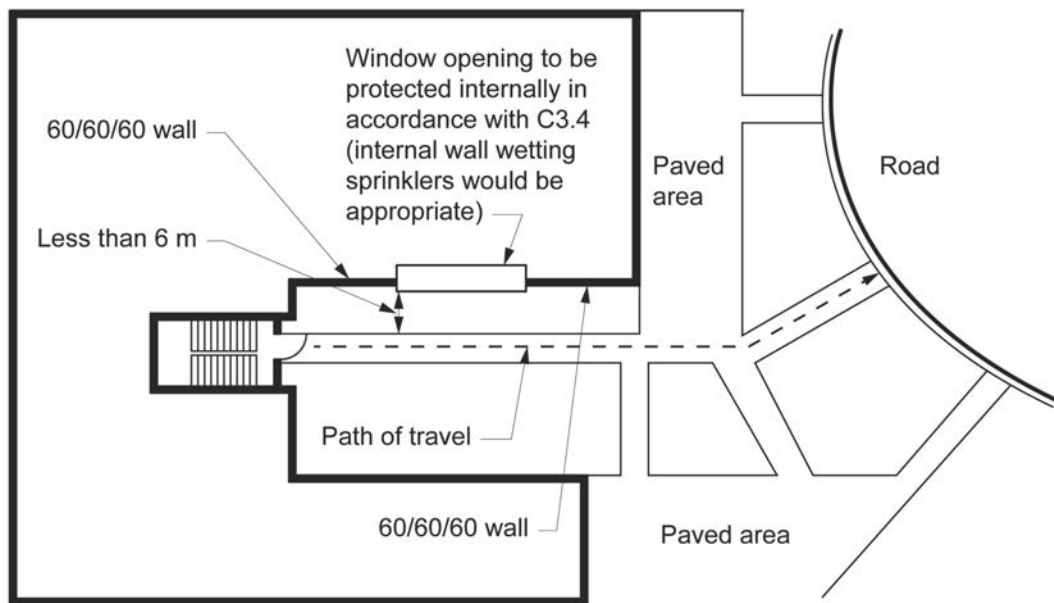 Window opening to be
protected internally in
accordance with C3.4
(internal wall wetting
sprinklers would be
appropriate)
60/60/60 wall
Less than 6 m
Paved
area
Road
Path of travel
60/60/60 wall
Paved area